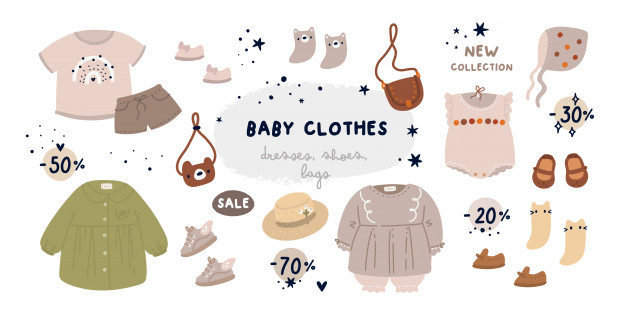 NEW
COLLECTION
-30%
BABY CLOTHES
dresses, shoes,
bags
-50%
SALE
-20%
-70%